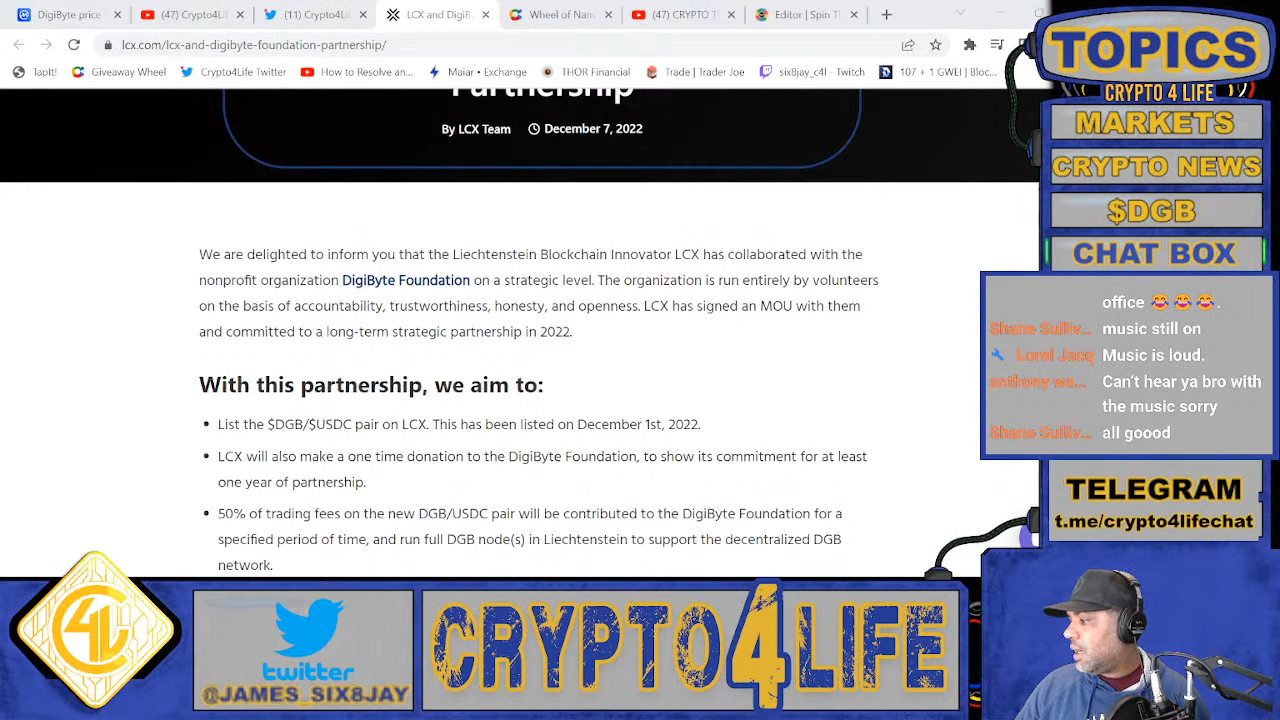 DigiByte price
(47) Crypto4Li
(11) Crypto4L
LCX and DigiB
Wheel of Nam
(47) CRYPTO T
Editor | Spin T
lcx.com/lcx-and-digibyte-foundation-partnership/
TapIt!
Giveaway Wheel
Crypto4Life Twitter
How to Resolve an...
Maiar • Exchange
THOR Financial
Trade | Trader Joe
six8jay_c4l - Twitch
107 + 1 GWEI | Bloc...
Partnership
By LCX Team
December 7, 2022
We are delighted to inform you that the Liechtenstein Blockchain Innovator LCX has collaborated with the
nonprofit organization DigiByte Foundation on a strategic level. The organization is run entirely by volunteers
on the basis of accountability, trustworthiness, honesty, and openness. LCX has signed an MOU with them
and committed to a long-term strategic partnership in 2022.
With this partnership, we aim to:
• List the $DGB/$USDC pair on LCX. This has been listed on December 1st, 2022.
• LCX will also make a one time donation to the DigiByte Foundation, to show its commitment for at least
one year of partnership.
• 50% of trading fees on the new DGB/USDC pair will be contributed to the DigiByte Foundation for a
specified period of time, and run full DGB node(s) in Liechtenstein to support the decentralized DGB
network.
TOPICS
CRYPTO 4 LIFE
MARKETS
CRYPTO NEWS
$DGB
CHAT BOX
office 😂 😂 😂.
Shane Sulliv... music still on
Lorel Jacq Music is loud.
anthony wa... Can't hear ya bro with
the music sorry
Shane Sulliv... all goood
TELEGRAM
t.me/crypto4lifechat
C4L
twitter
@JAMES_SIX8JAY
CRYPTO4LIFE